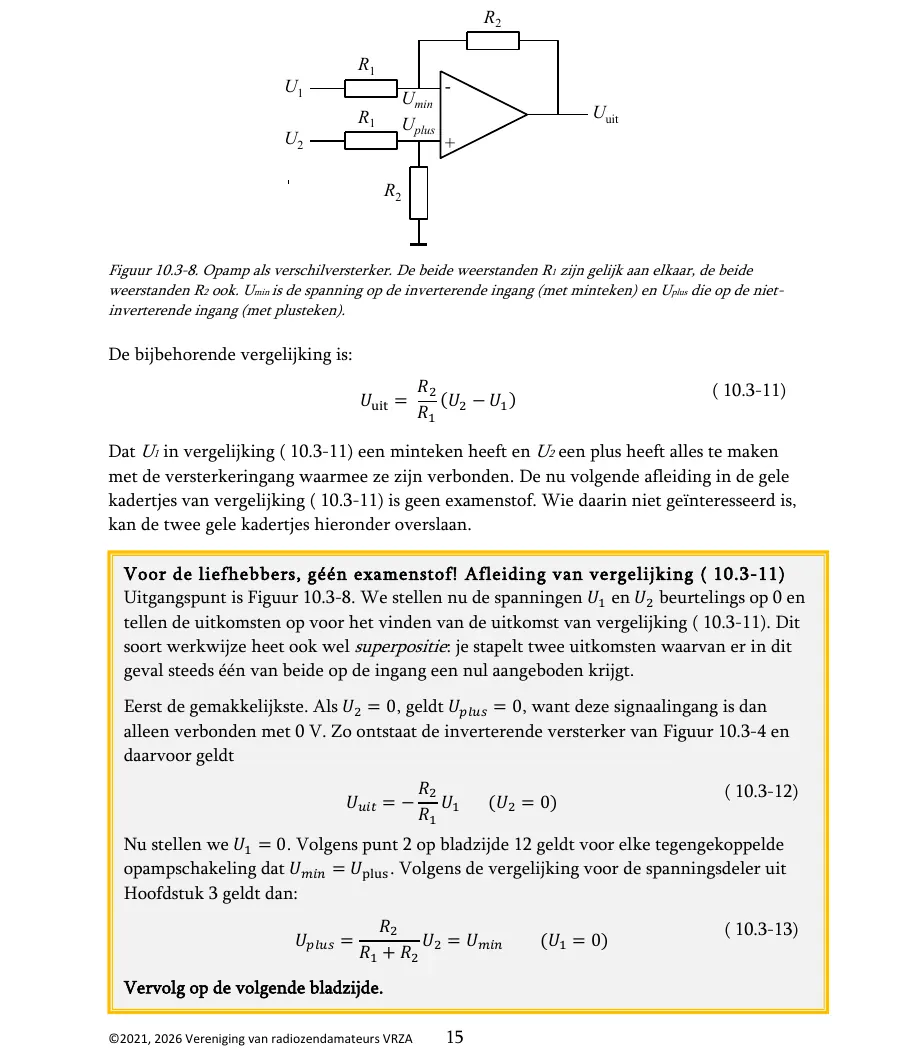 R₂
R₁
U₁
Uₘᵢₙ
-
R₁
Uₚₗᵤₛ
U₂
+
U_uit
R₂
Figuur 10.3-8. Opamp als verschilversterker. De beide weerstanden R₁ zijn gelijk aan elkaar, de beide
weerstanden R₂ ook. U_min is de spanning op de inverterende ingang (met minteken) en U_plus die op de niet-
inverterende ingang (met plusteken).
De bijbehorende vergelijking is:
U_uit = R₂/R₁ (U₂ − U₁) ( 10.3-11)
Dat U₁ in vergelijking ( 10.3-11) een minteken heeft en U₂ een plus heeft alles te maken
met de versterkeringang waarmee ze zijn verbonden. De nu volgende afleiding in de gele
kadertjes van vergelijking ( 10.3-11) is geen examenstof. Wie daarin niet geïnteresseerd is,
kan de twee gele kadertjes hieronder overslaan.
Voor de liefhebbers, géén examenstof! Afleiding van vergelijking ( 10.3-11)
Uitgangspunt is Figuur 10.3-8. We stellen nu de spanningen U₁ en U₂ beurtelings op 0 en
tellen de uitkomsten op voor het vinden van de uitkomst van vergelijking ( 10.3-11). Dit
soort werkwijze heet ook wel superpositie: je stapelt twee uitkomsten waarvan er in dit
geval steeds één van beide op de ingang een nul aangeboden krijgt.
Eerst de gemakkelijkste. Als U₂ = 0, geldt U_plus = 0, want deze signaalingang is dan
alleen verbonden met 0 V. Zo ontstaat de inverterende versterker van Figuur 10.3-4 en
daarvoor geldt
U_uit = − R₂/R₁ U₁ (U₂ = 0) ( 10.3-12)
Nu stellen we U₁ = 0. Volgens punt 2 op bladzijde 12 geldt voor elke tegengekoppelde
opampschakeling dat U_min = U_plus. Volgens de vergelijking voor de spanningsdeler uit
Hoofdstuk 3 geldt dan:
U_plus = R₂/(R₁ + R₂) U₂ = U_min (U₁ = 0) ( 10.3-13)
Vervolg op de volgende bladzijde.
©2021, 2026 Vereniging van radiozendamateurs VRZA 15